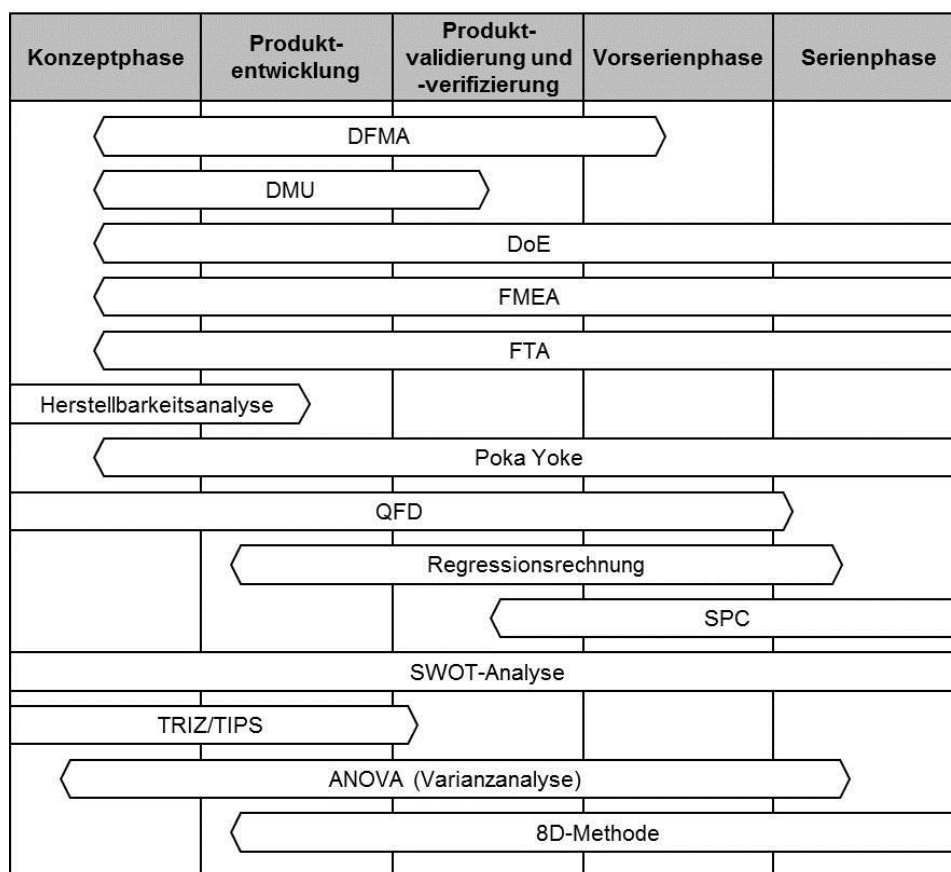 Konzeptphase
Produkt-
entwicklung
Produkt-
validierung und
-verifizierung
Vorserienphase
Serienphase
DFMA
DMU
DoE
FMEA
FTA
Herstellbarkeitsanalyse
Poka Yoke
QFD
Regressionsrechnung
SPC
SWOT-Analyse
TRIZ/TIPS
ANOVA (Varianzanalyse)
8D-Methode